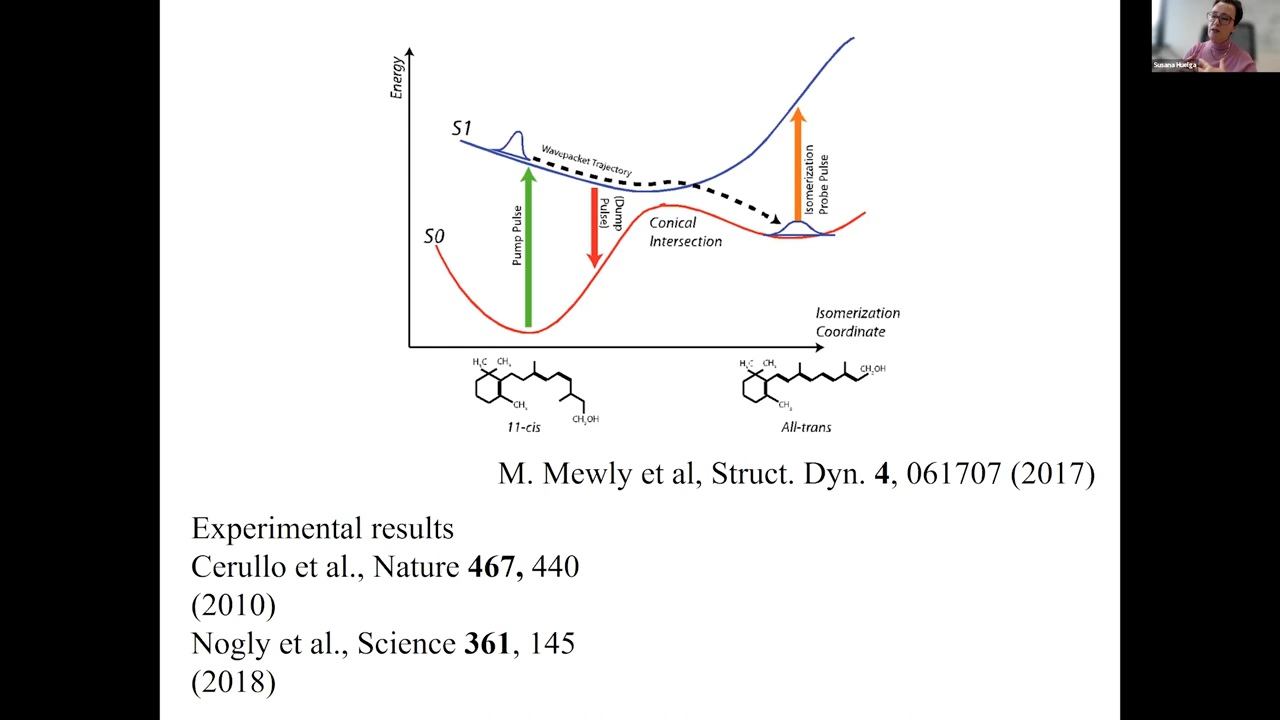 Susana Huelga
Energy
S1
Wavepacket Trajectory
Pump Pulse
(Dump
Pulse)
Isomerization
Probe Pulse
Conical
Intersection
S0
Isomerization
Coordinate
H₃C CH₃
CH₃
CH₂OH
11-cis
H₃C CH₃
CH₃
CH₂OH
All-trans
M. Mewly et al, Struct. Dyn. 4, 061707 (2017)
Experimental results
Cerullo et al., Nature 467, 440
(2010)
Nogly et al., Science 361, 145
(2018)